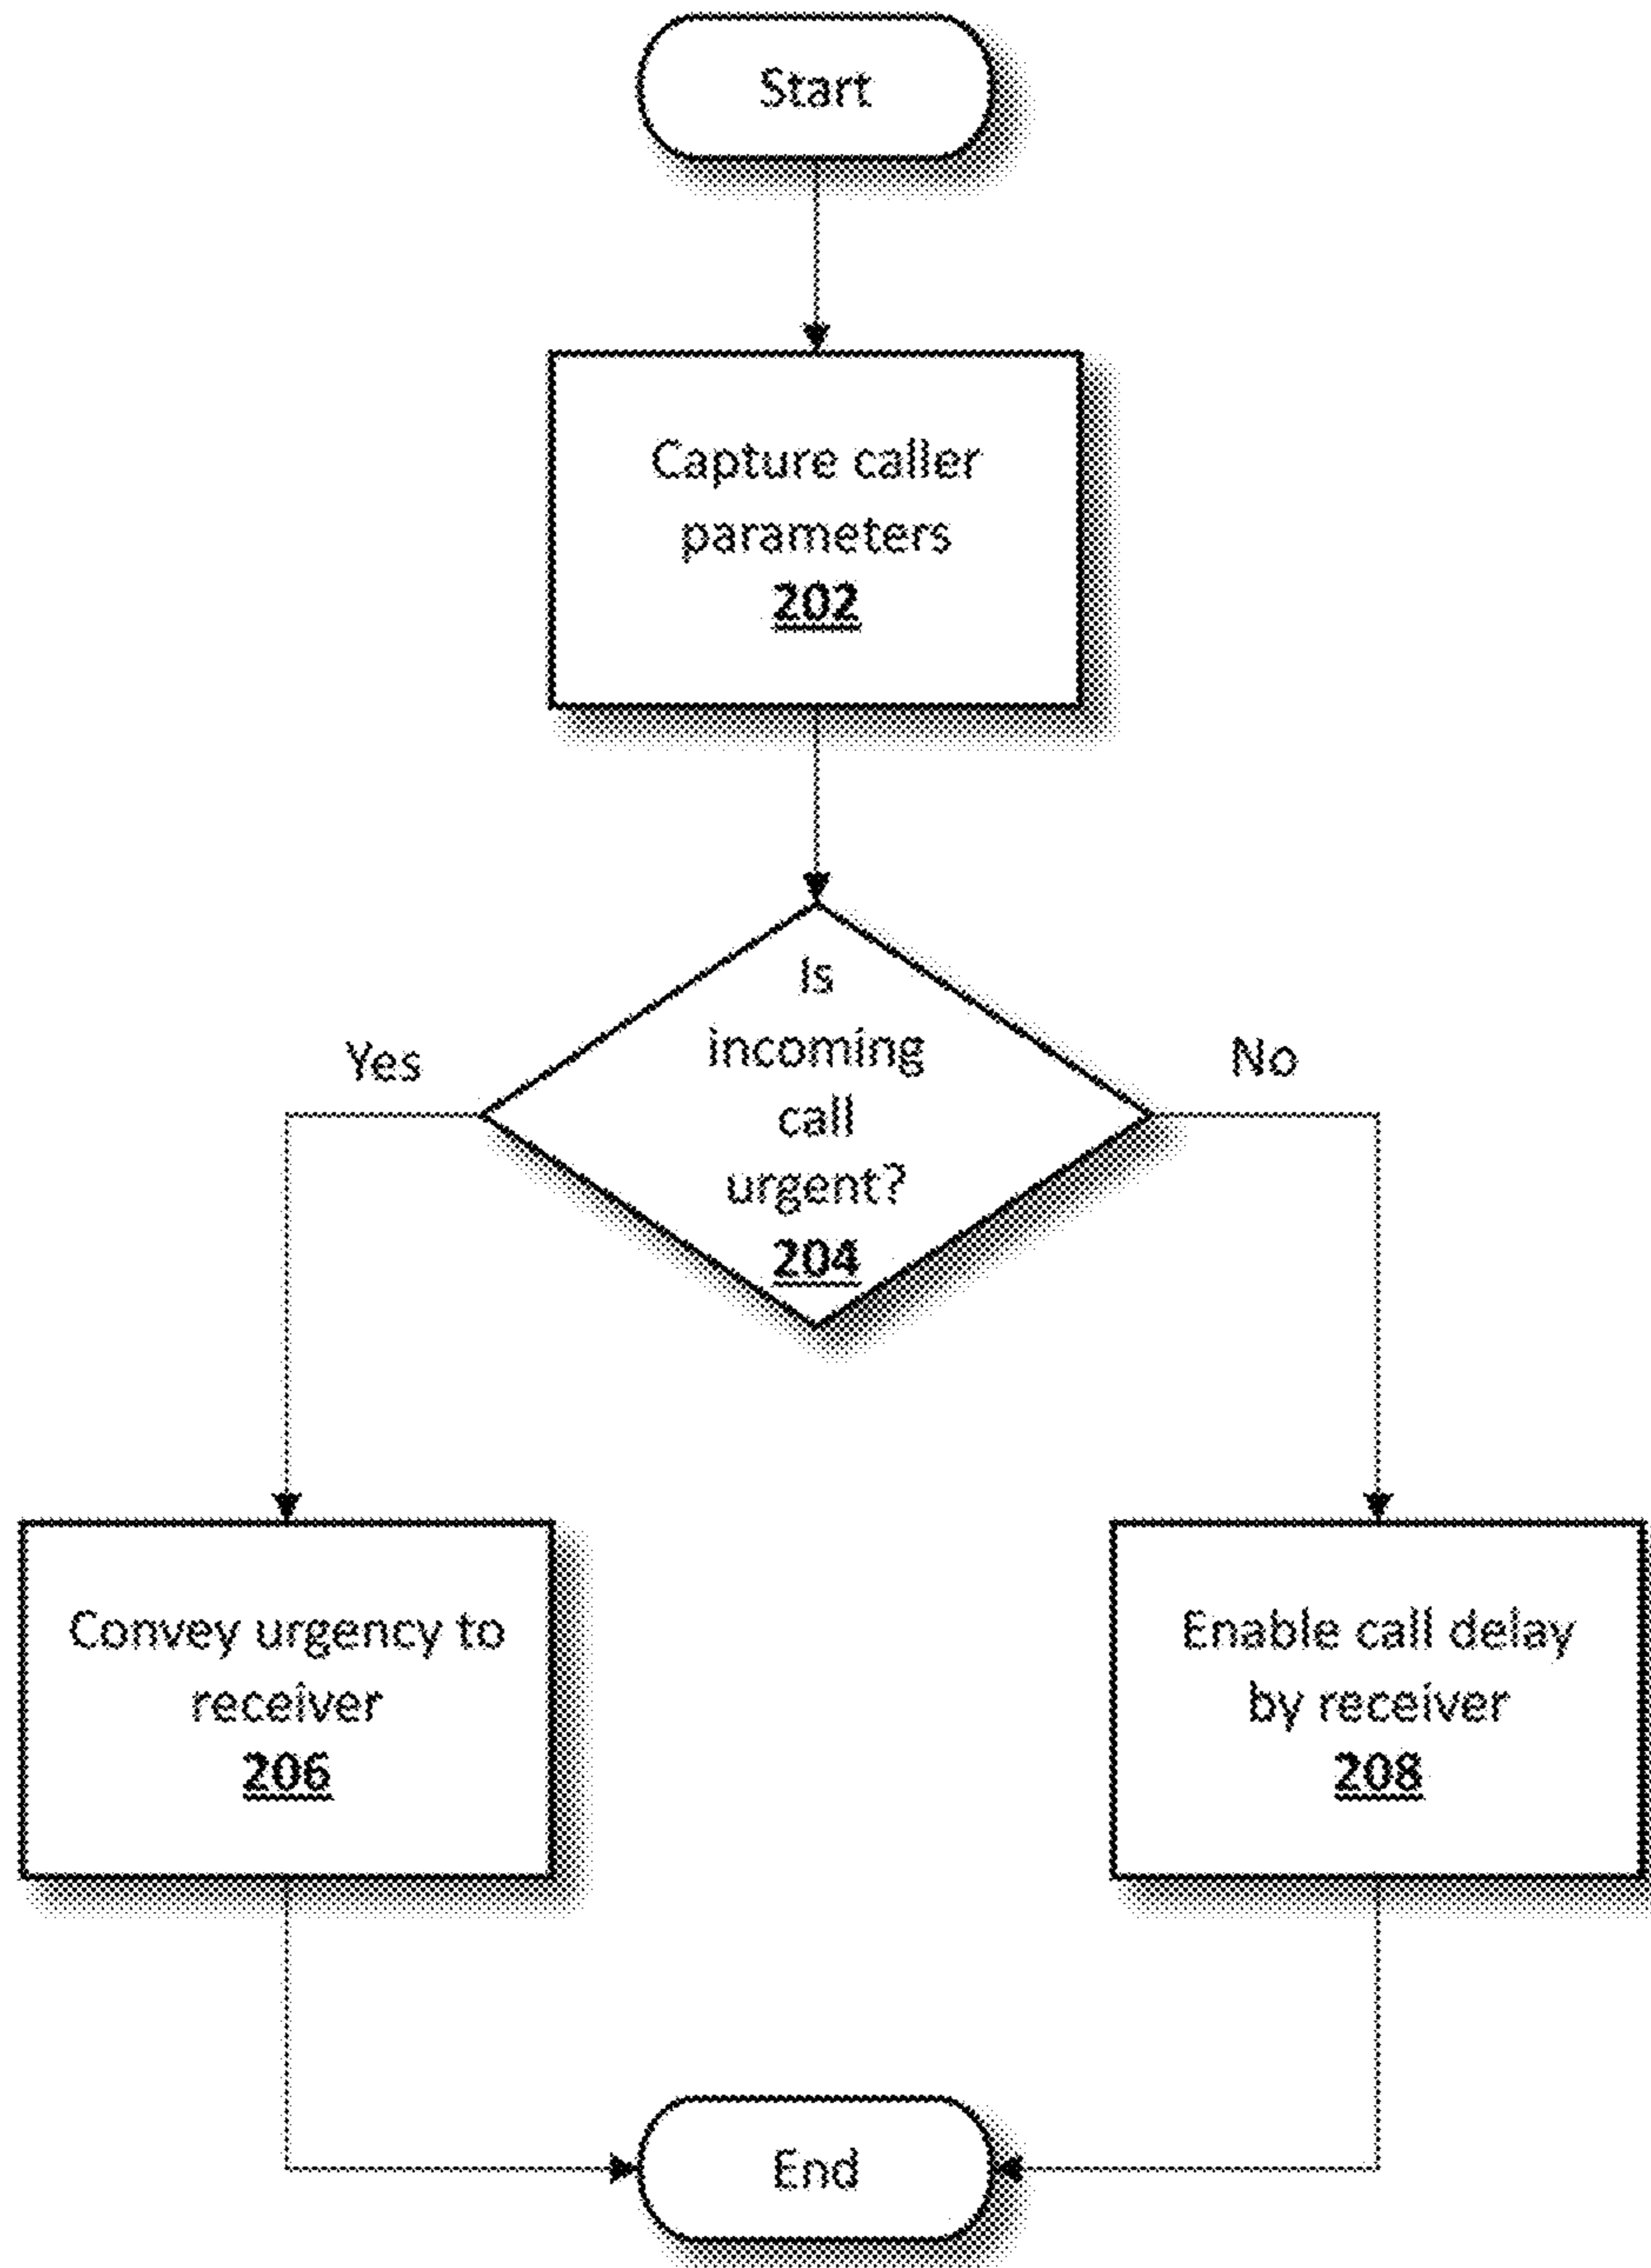 Start
Capture caller
parameters
202
Is
incoming
call
urgent?
204
Yes
No
Convey urgency to
receiver
206
Enable call delay
by receiver
208
End